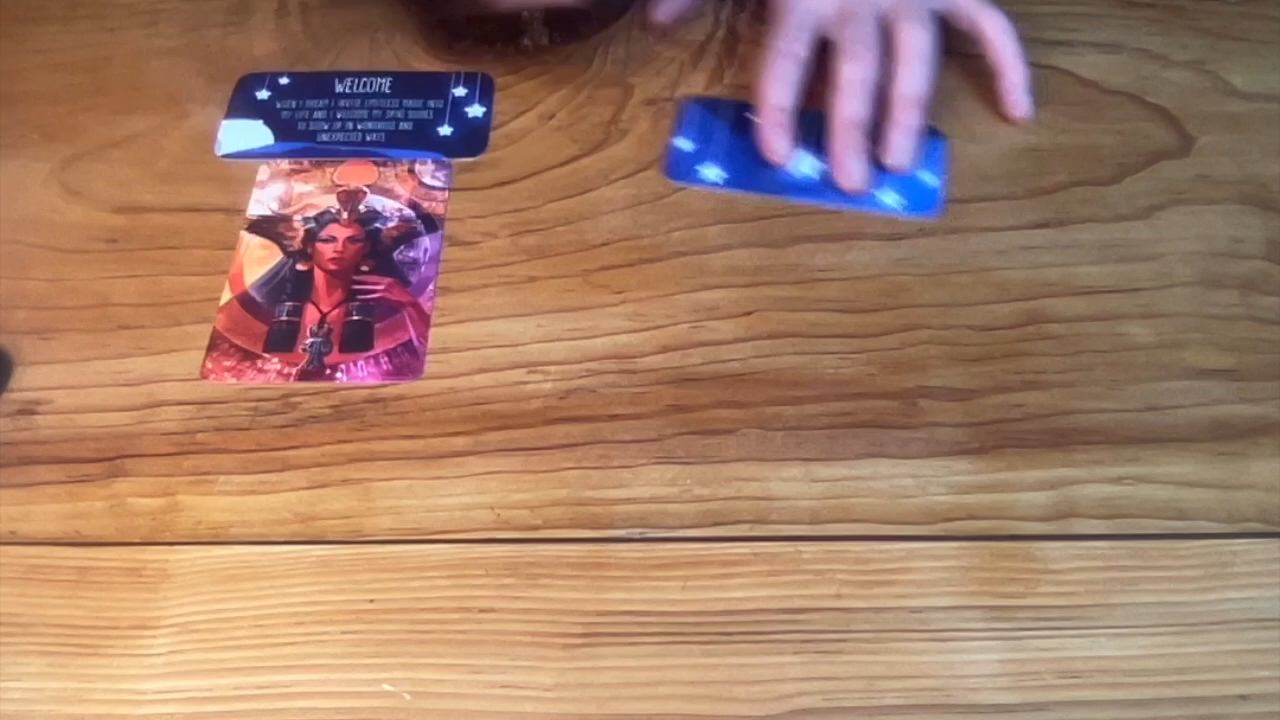 WELCOME
WHEN I DREAM I INVITE LIMITLESS MAGIC INTO
MY LIFE AND I WELCOME MY SPIRIT GUIDES
TO SHOW UP IN WONDROUS AND
UNEXPECTED WAYS